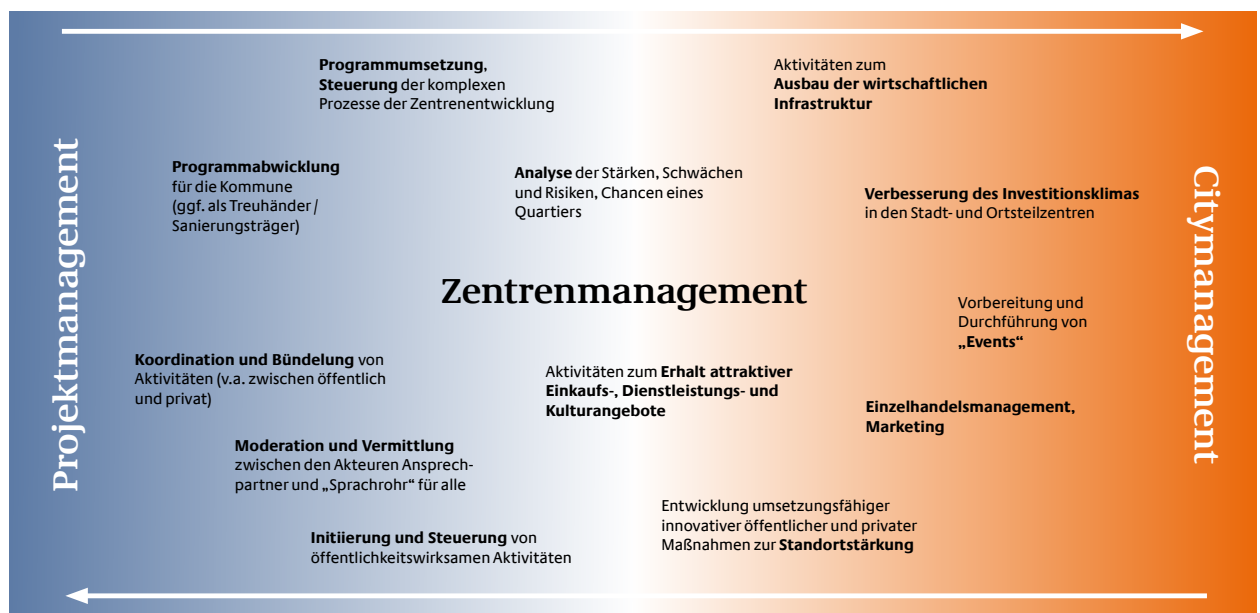 Projektmanagement
Programmumsetzung,
Steuerung der komplexen
Prozesse der Zentrenentwicklung
Aktivitäten zum
Ausbau der wirtschaftlichen
Infrastruktur
Programmabwicklung
für die Kommune
(ggf. als Treuhänder /
Sanierungsträger)
Analyse der Stärken, Schwächen
und Risiken, Chancen eines
Quartiers
Verbesserung des Investitionsklimas
in den Stadt- und Ortsteilzentren
Zentrenmanagement
Vorbereitung und
Durchführung von
„Events“
Koordination und Bündelung von
Aktivitäten (v.a. zwischen öffentlich
und privat)
Aktivitäten zum Erhalt attraktiver
Einkaufs-, Dienstleistungs- und
Kulturangebote
Einzelhandelsmanagement,
Marketing
Moderation und Vermittlung
zwischen den Akteuren Ansprech-
partner und „Sprachrohr“ für alle
Entwicklung umsetzungsfähiger
innovativer öffentlicher und privater
Maßnahmen zur Standortstärkung
Initiierung und Steuerung von
öffentlichkeitswirksamen Aktivitäten
Citymanagement